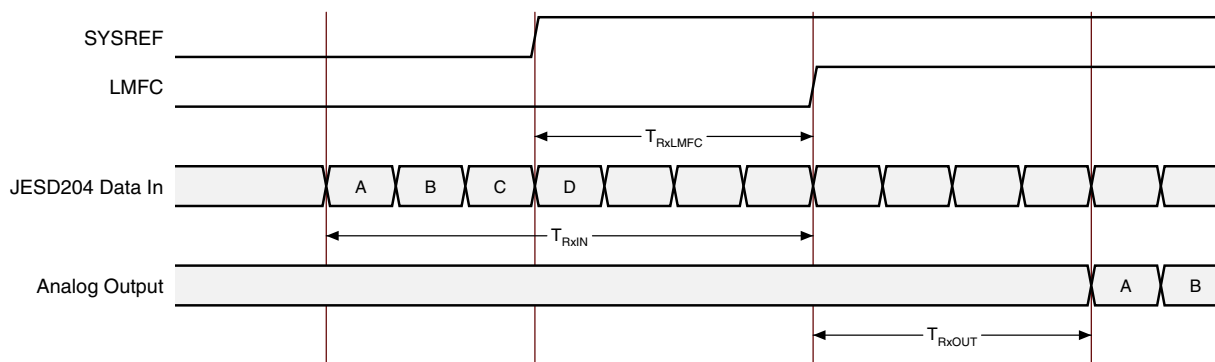 SYSREF
LMFC
T_RxLMFC
JESD204 Data In
A B C D
T_RxIN
Analog Output
A B
T_RxOUT